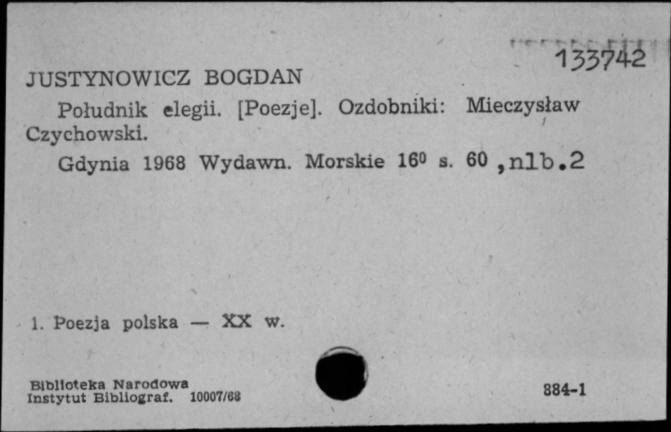 133742
JUSTYNOWICZ BOGDAN
Południk elegii. [Poezje]. Ozdobniki: Mieczysław
Czychowski.
Gdynia 1968 Wydawn. Morskie 16⁰ s. 60 , nlb.2
1. Poezja polska — XX w.
Biblioteka Narodowa
Instytut Bibliograf. 10007/68
884-1